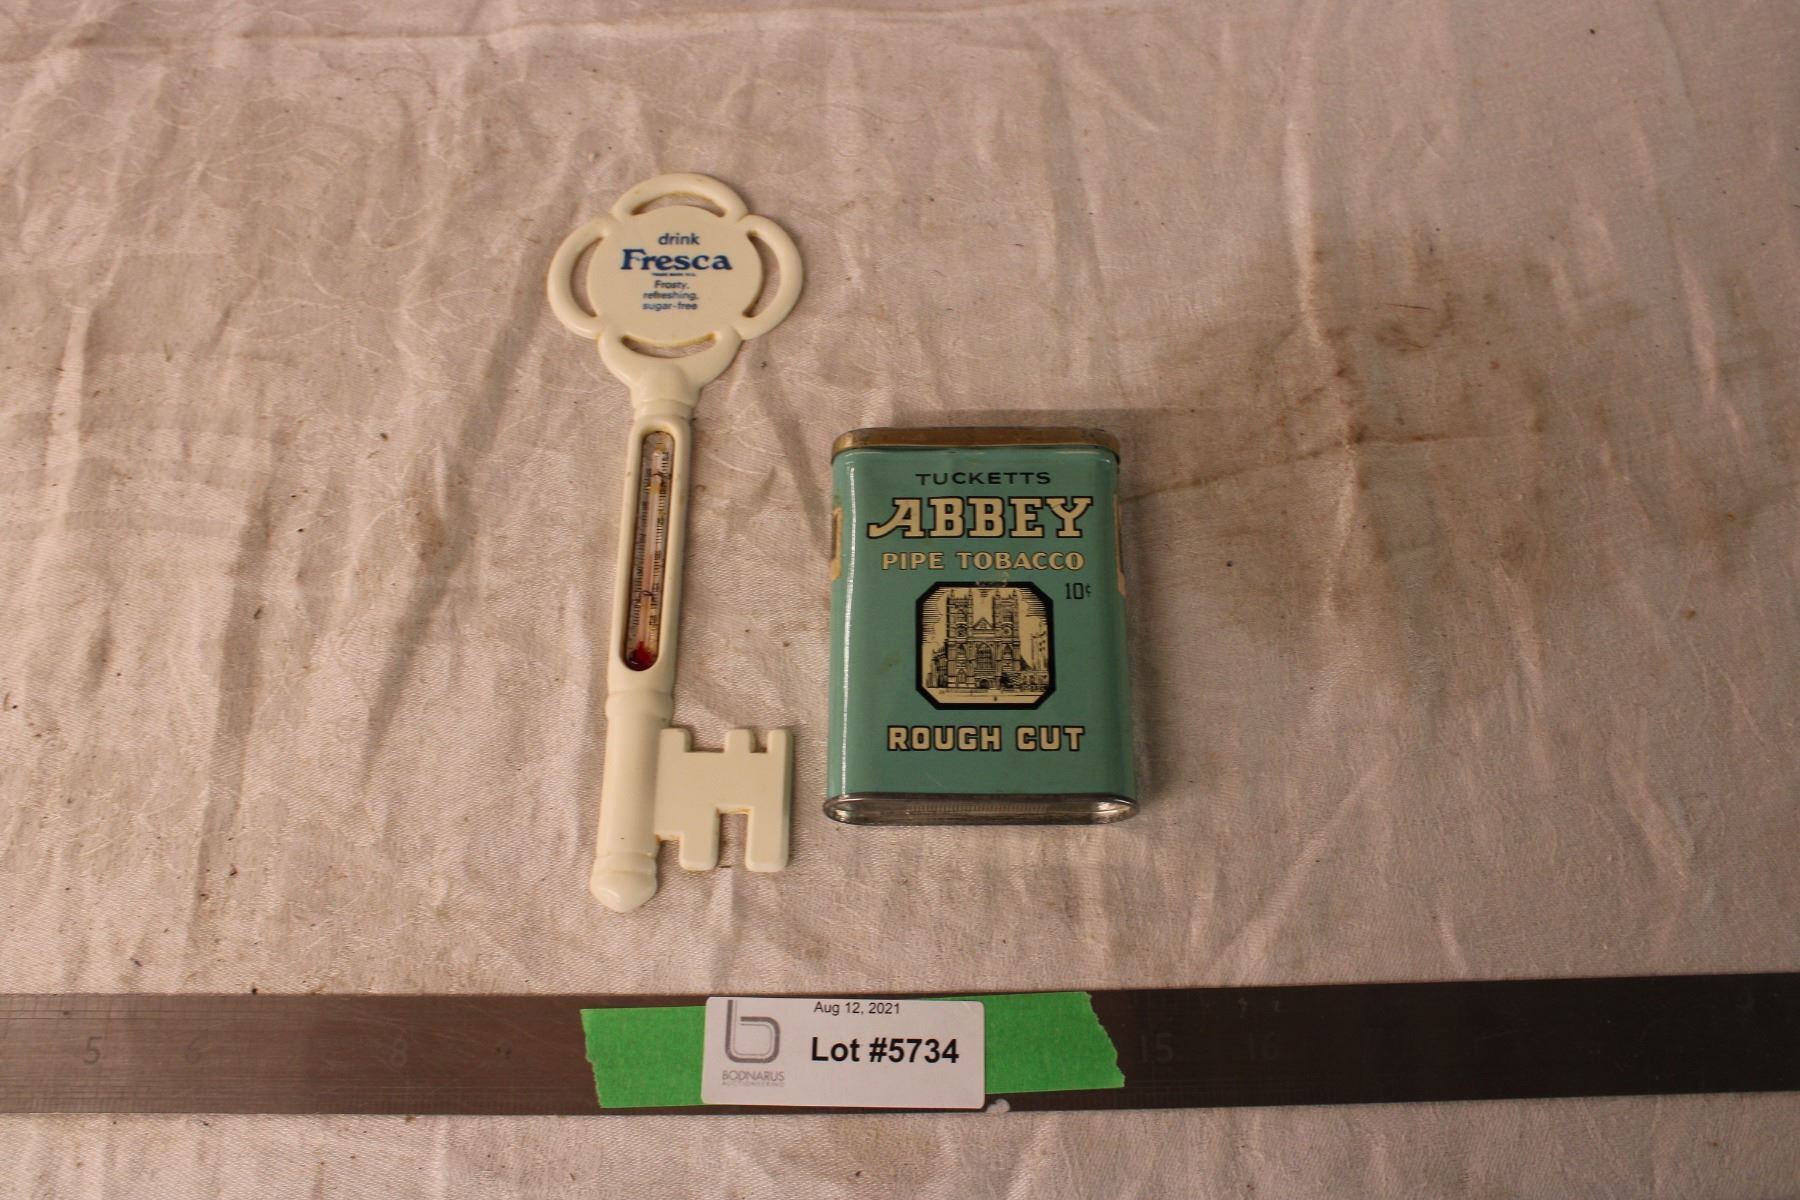 drink
Fresca
Frosty,
refreshing,
sugar-free
TUCKETTS
ABBEY
PIPE TOBACCO
10¢
ROUGH CUT
Aug 12, 2021
Lot #5734
BODNARUS
AUCTIONEERING
5 6 8 15 16